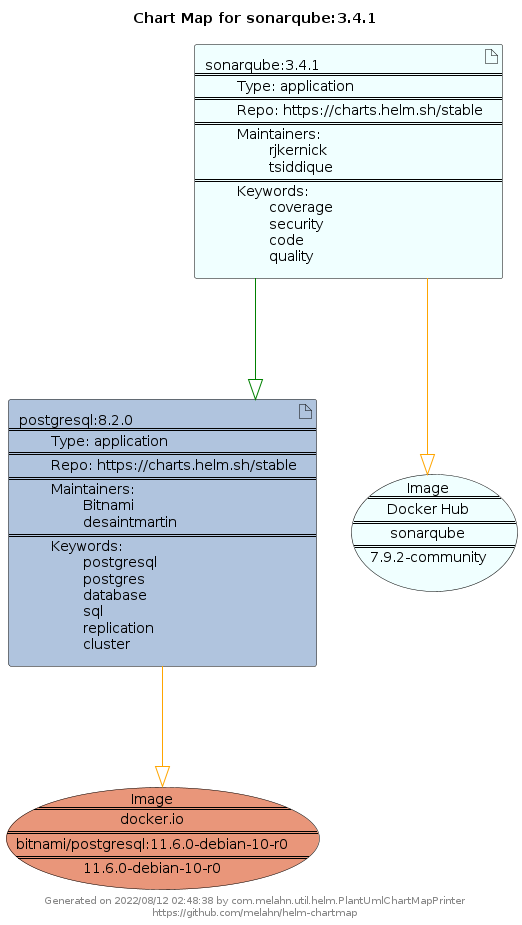 Chart Map for sonarqube:3.4.1
sonarqube:3.4.1
Type: application
Repo: https://charts.helm.sh/stable
Maintainers:
rjkernick
tsiddique
Keywords:
coverage
security
code
quality
postgresql:8.2.0
Type: application
Repo: https://charts.helm.sh/stable
Maintainers:
Bitnami
desaintmartin
Keywords:
postgresql
postgres
database
sql
replication
cluster
Image
Docker Hub
sonarqube
7.9.2-community
Image
docker.io
bitnami/postgresql:11.6.0-debian-10-r0
11.6.0-debian-10-r0
Generated on 2022/08/12 02:48:38 by com.melahn.util.helm.PlantUmlChartMapPrinter
https://github.com/melahn/helm-chartmap